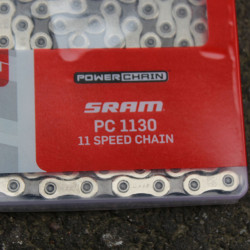 POWERCHAIN
SRAM
PC 1130
11 SPEED CHAIN